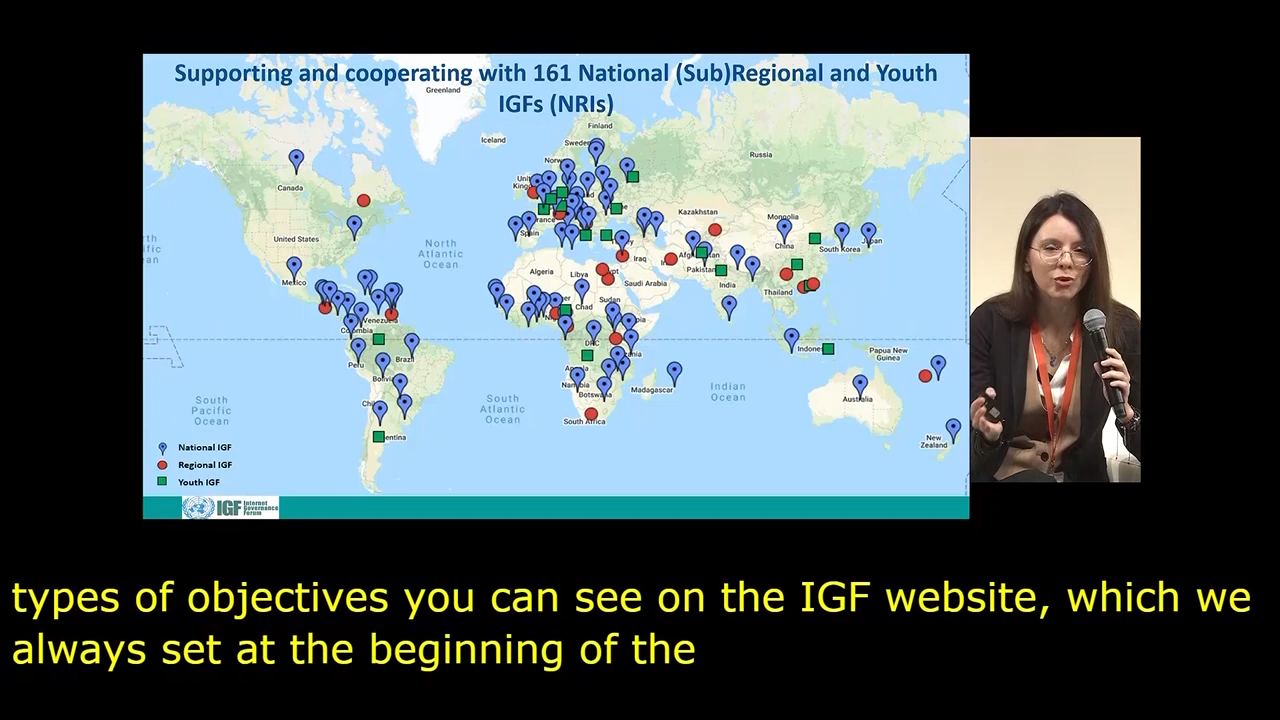 Supporting and cooperating with 161 National (Sub)Regional and Youth
IGFs (NRIs)
Greenland
Iceland
Finland
Sweden
Russia
Canada
Kazakhstan
Mongolia
United States
North
Atlantic
Ocean
Spain
China
South Korea
Japan
Iraq
Afghanistan
Pakistan
Algeria
Libya
Mexico
Saudi Arabia
India
Thailand
Chad
Sudan
Venezuela
Colombia
DRC
Papua New
Guinea
Peru
Brazil
Bolivia
Namibia
Botswana
Madagascar
Indian
Ocean
South
Pacific
Ocean
South
Atlantic
Ocean
Australia
South Africa
New
Zealand
National IGF
Regional IGF
Youth IGF
IGF Internet
Governance
Forum
types of objectives you can see on the IGF website, which we
always set at the beginning of the